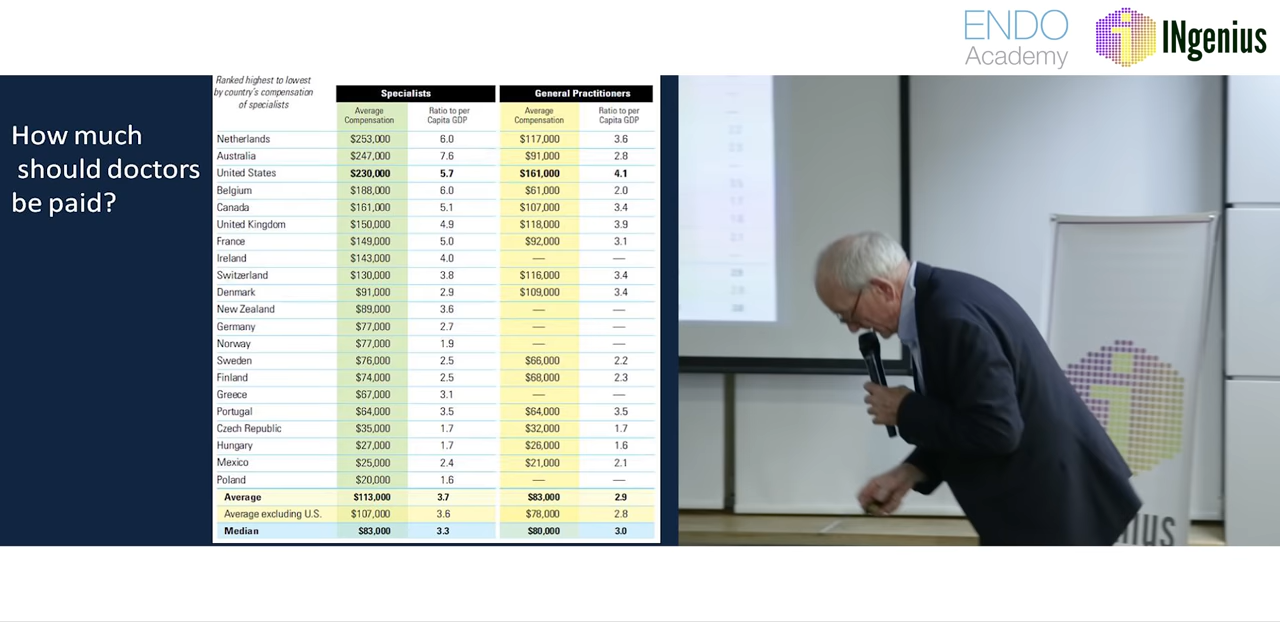 ENDO
Academy
INgenius
How much
should doctors
be paid?
Ranked highest to lowest
by country's compensation
of specialists
Specialists General Practitioners
Average Compensation Ratio to per Capita GDP Average Compensation Ratio to per Capita GDP
Netherlands $253,000 6.0 $117,000 3.6
Australia $247,000 7.6 $91,000 2.8
United States $230,000 5.7 $161,000 4.1
Belgium $188,000 6.0 $61,000 2.0
Canada $161,000 5.1 $107,000 3.4
United Kingdom $150,000 4.9 $118,000 3.9
France $149,000 5.0 $92,000 3.1
Ireland $143,000 4.0 — —
Switzerland $130,000 3.8 $116,000 3.4
Denmark $91,000 2.9 $109,000 3.4
New Zealand $89,000 3.6 — —
Germany $77,000 2.7 — —
Norway $77,000 1.9 — —
Sweden $76,000 2.5 $66,000 2.2
Finland $74,000 2.5 $68,000 2.3
Greece $67,000 3.1 — —
Portugal $64,000 3.5 $64,000 3.5
Czech Republic $35,000 1.7 $32,000 1.7
Hungary $27,000 1.7 $26,000 1.6
Mexico $25,000 2.4 $21,000 2.1
Poland $20,000 1.6 — —
Average $113,000 3.7 $83,000 2.9
Average excluding U.S. $107,000 3.6 $78,000 2.8
Median $83,000 3.3 $80,000 3.0
ius